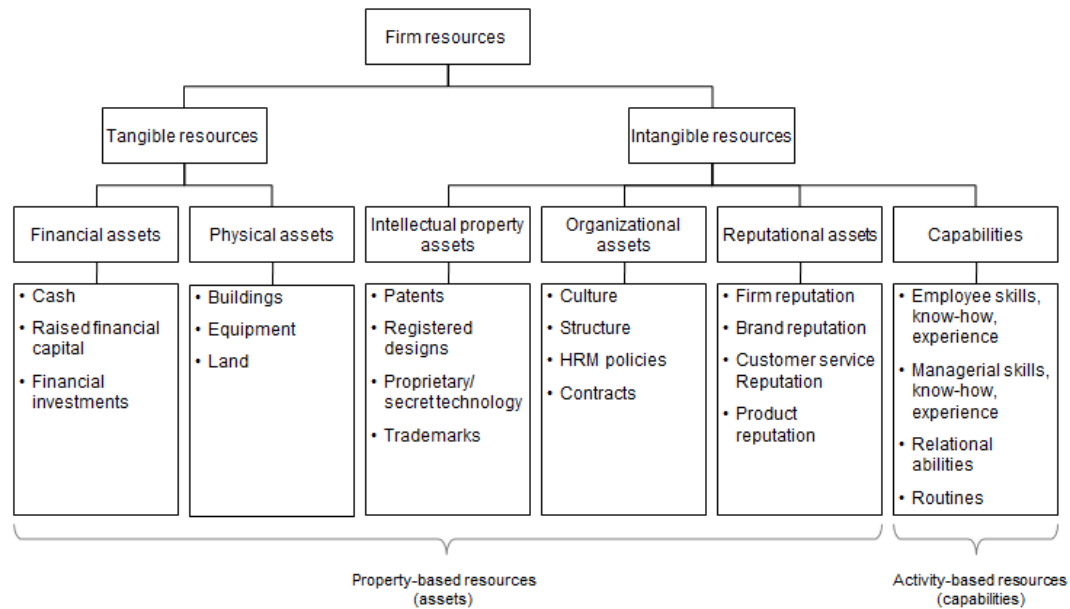 Firm resources
Tangible resources
Intangible resources
Financial assets
Physical assets
Intellectual property
assets
Organizational
assets
Reputational assets
Capabilities
• Cash
• Raised financial
capital
• Financial
investments
• Buildings
• Equipment
• Land
• Patents
• Registered
designs
• Proprietary/
secret technology
• Trademarks
• Culture
• Structure
• HRM policies
• Contracts
• Firm reputation
• Brand reputation
• Customer service
Reputation
• Product
reputation
• Employee skills,
know-how,
experience
• Managerial skills,
know-how,
experience
• Relational
abilities
• Routines
Property-based resources
(assets)
Activity-based resources
(capabilities)